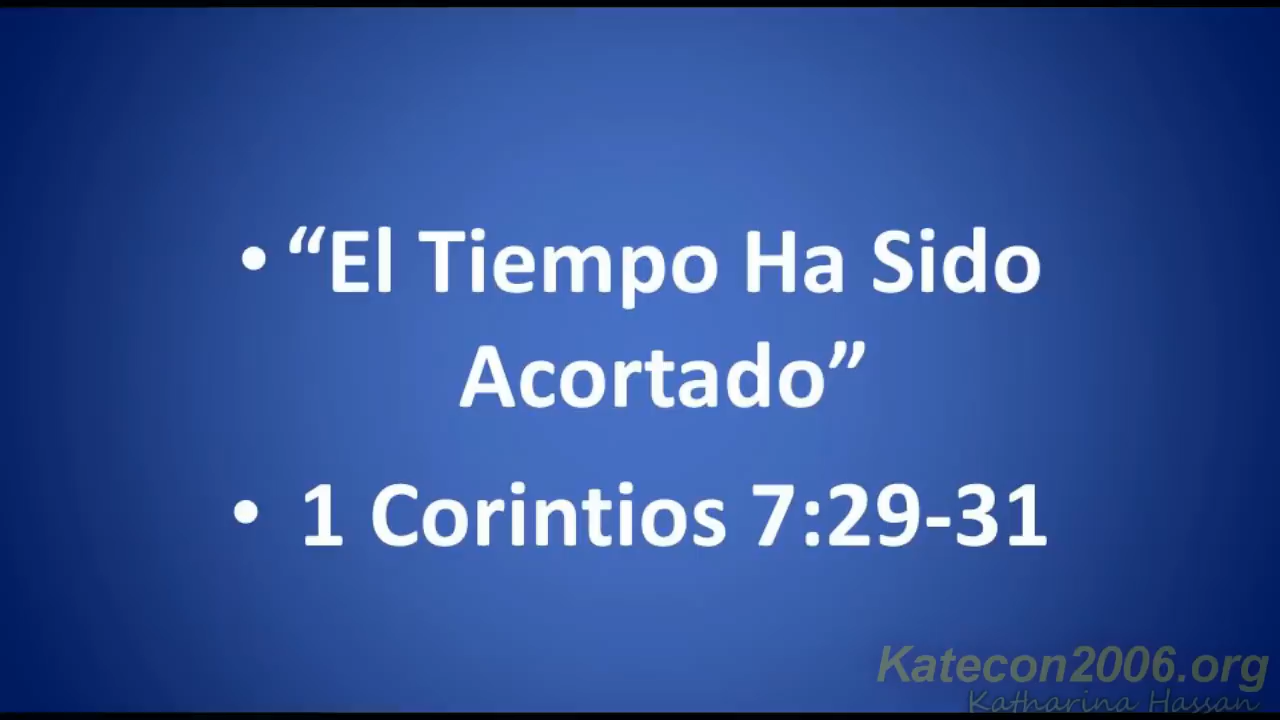 • “El Tiempo Ha Sido
Acortado”
• 1 Corintios 7:29-31
Katecon2006.org
Katharina Hassan